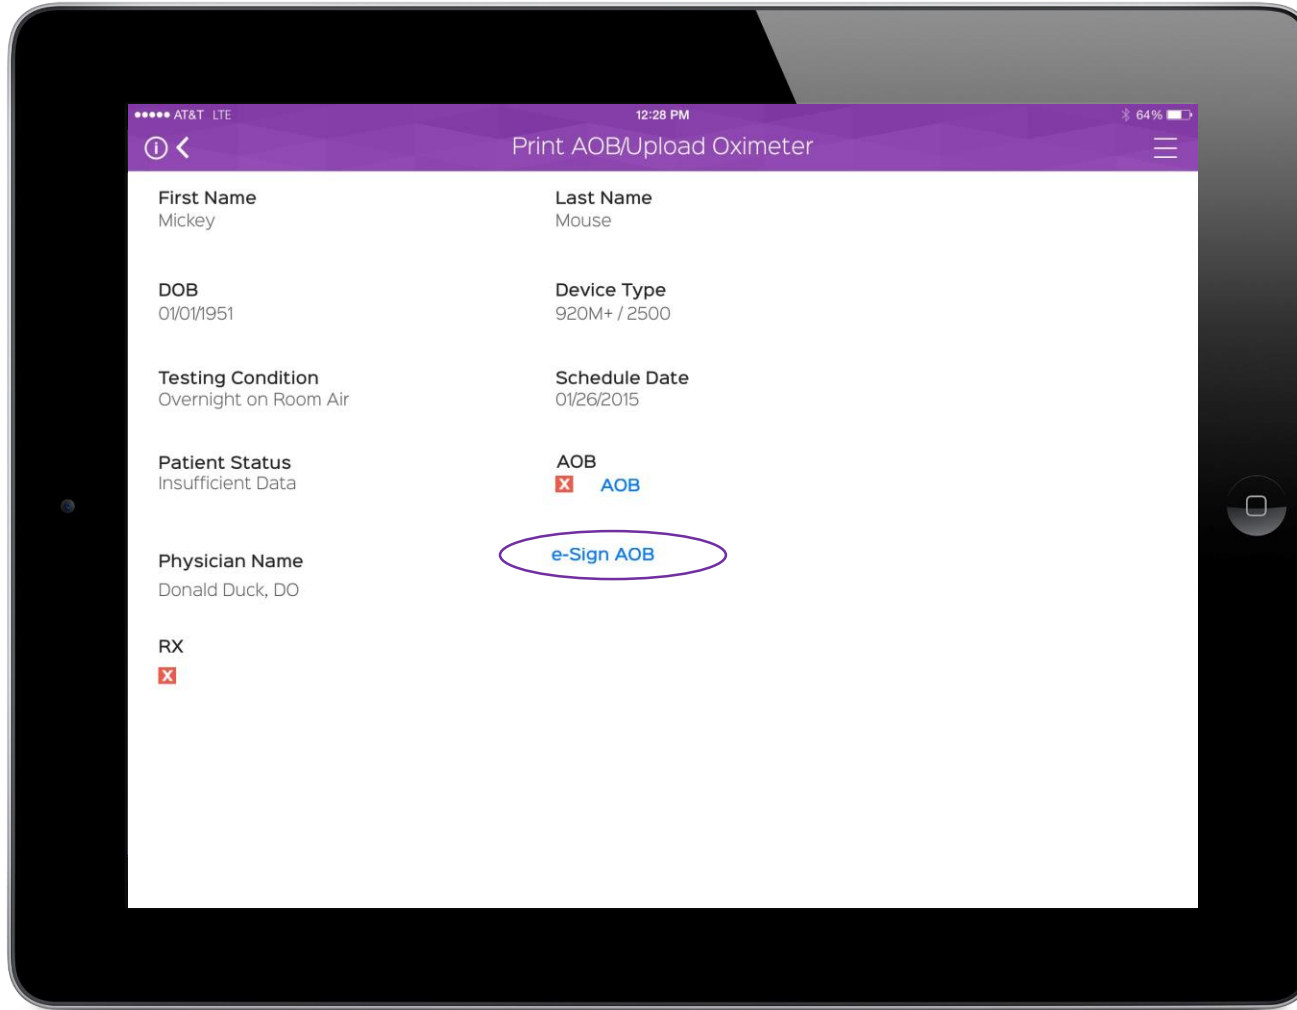 AT&T LTE 12:28 PM 64%
Print AOB/Upload Oximeter
First Name Last Name
Mickey Mouse
DOB Device Type
01/01/1951 920M+ / 2500
Testing Condition Schedule Date
Overnight on Room Air 01/26/2015
Patient Status AOB
Insufficient Data X AOB
e-Sign AOB
Physician Name
Donald Duck, DO
RX
X